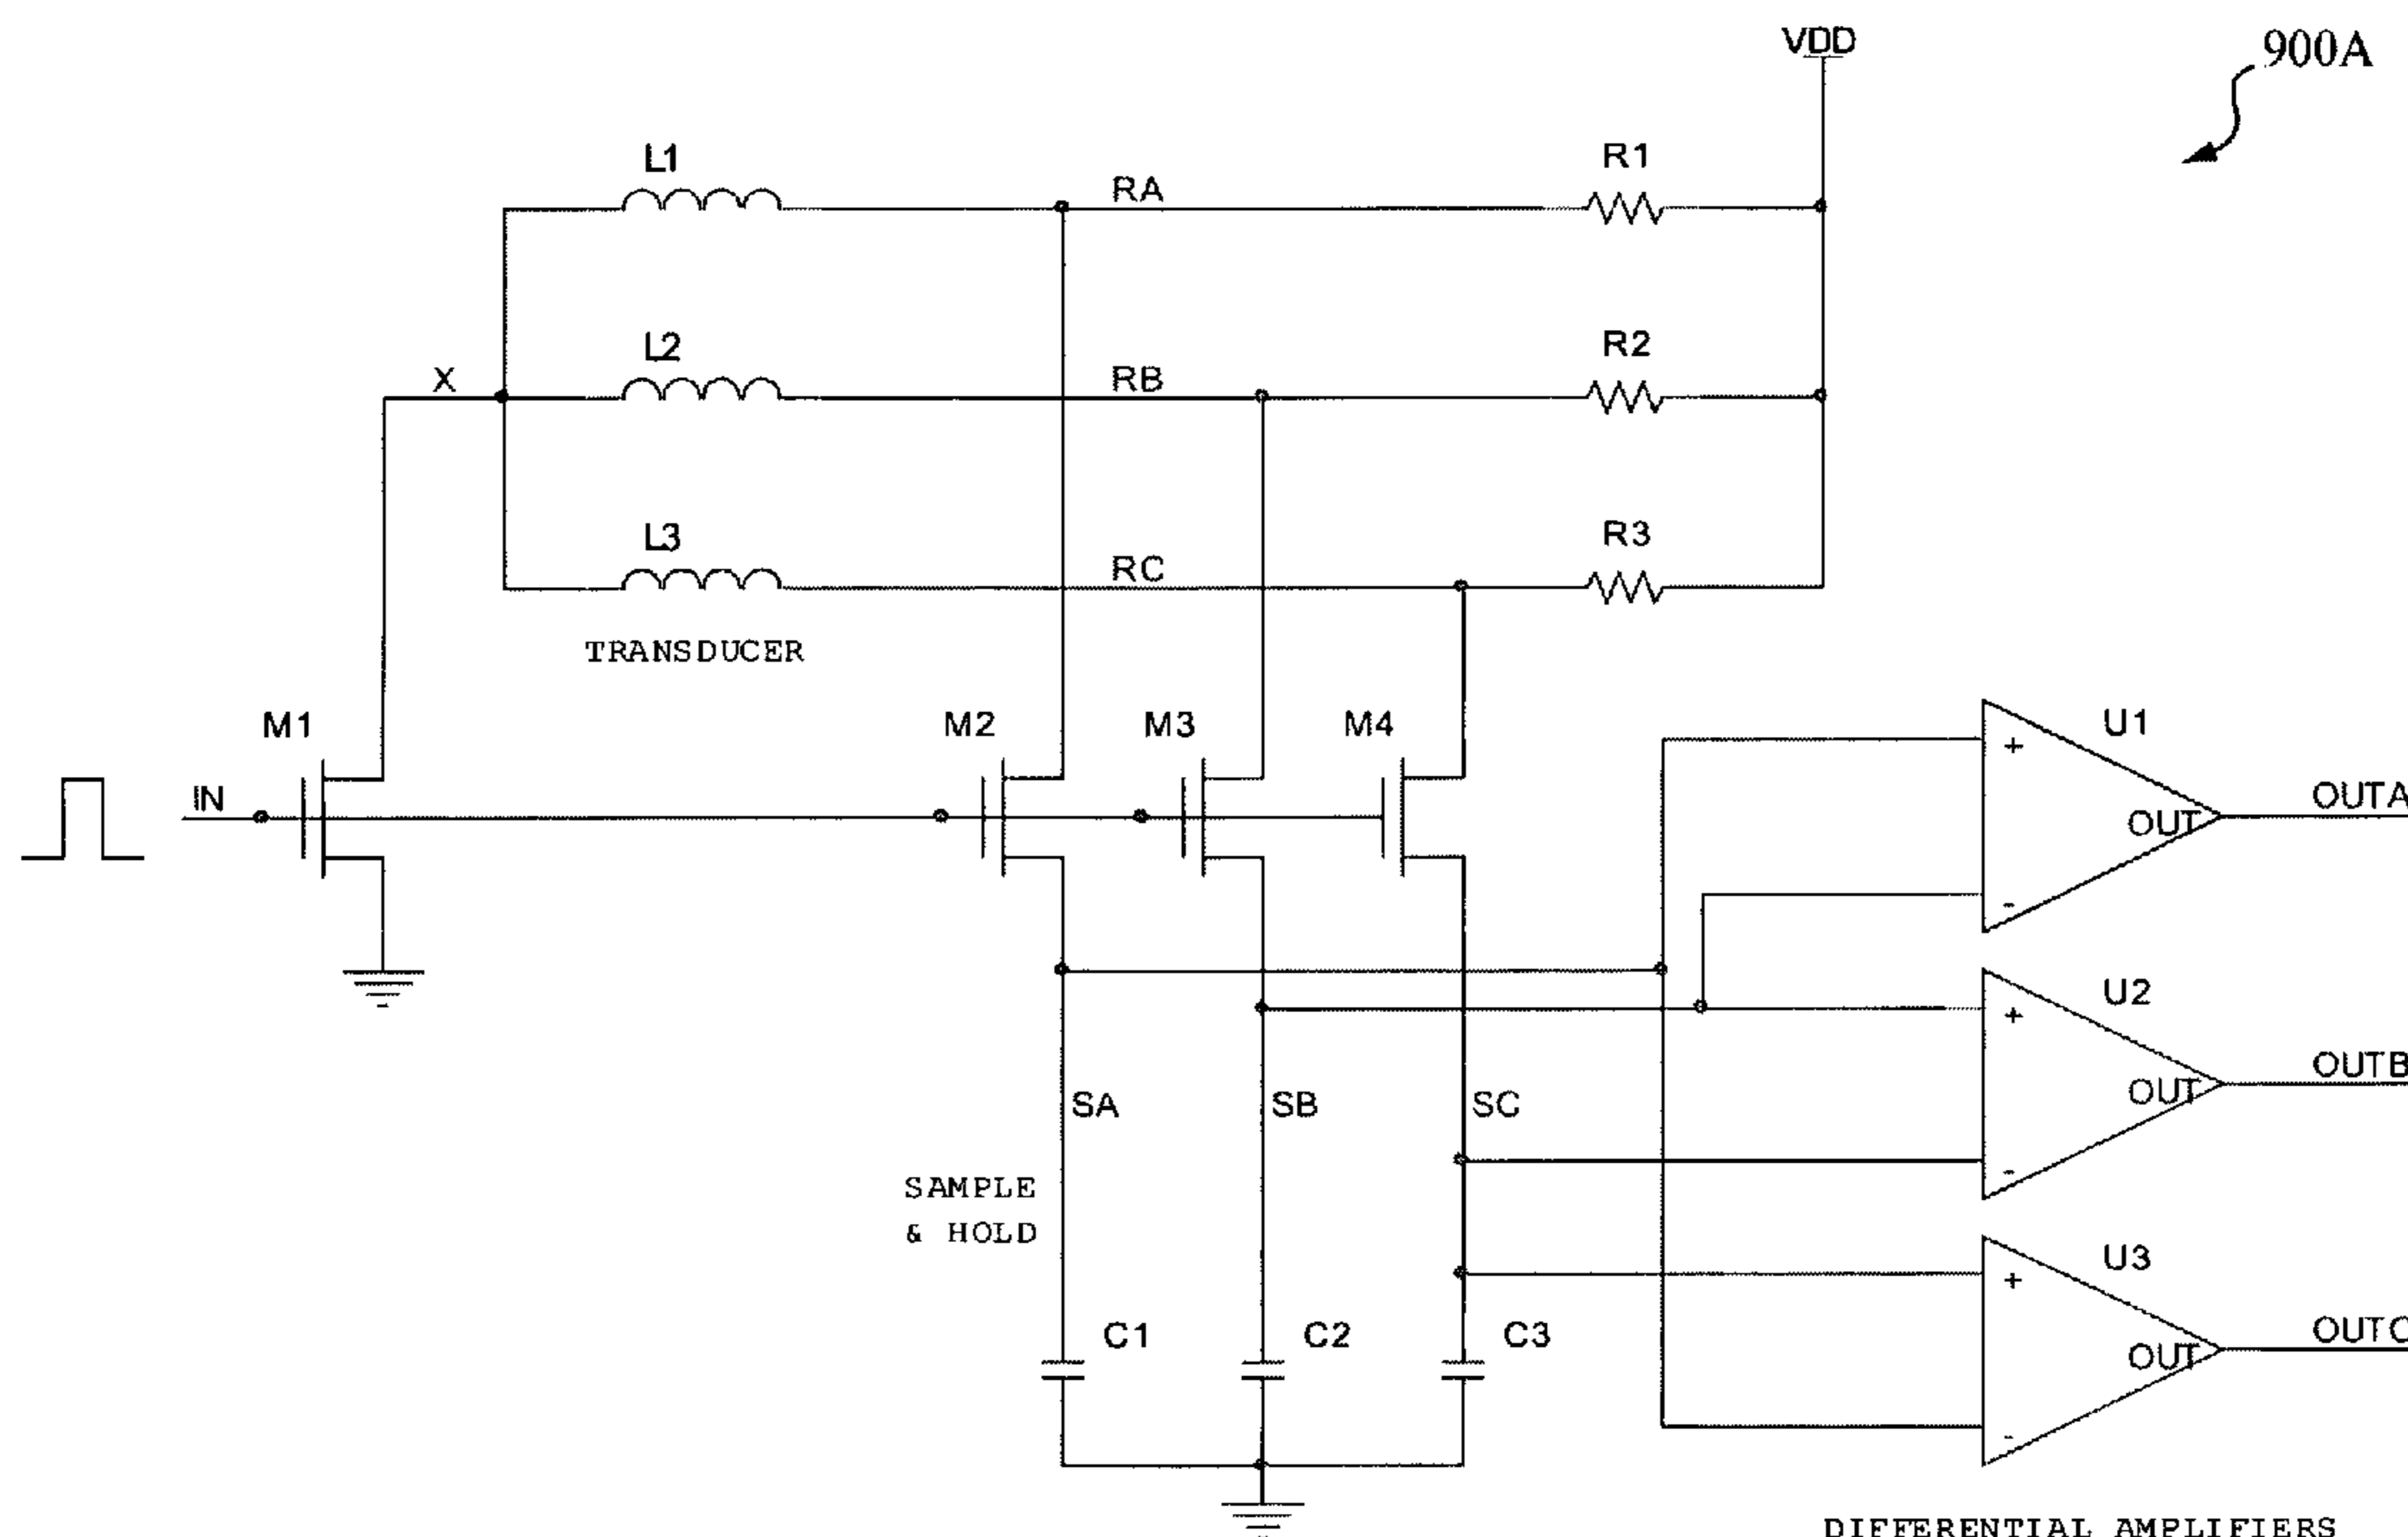 VDD
900A
L1
RA
R1
L2
X
RB
R2
L3
RC
R3
TRANSDUCER
M1
M2
M3
M4
U1
+
IN
OUT
OUTA
-
U2
+
OUT
OUTB
SA
SB
SC
-
SAMPLE
& HOLD
U3
+
C1
C2
C3
OUT
OUTC
-
DIFFERENTIAL AMPLIFIERS